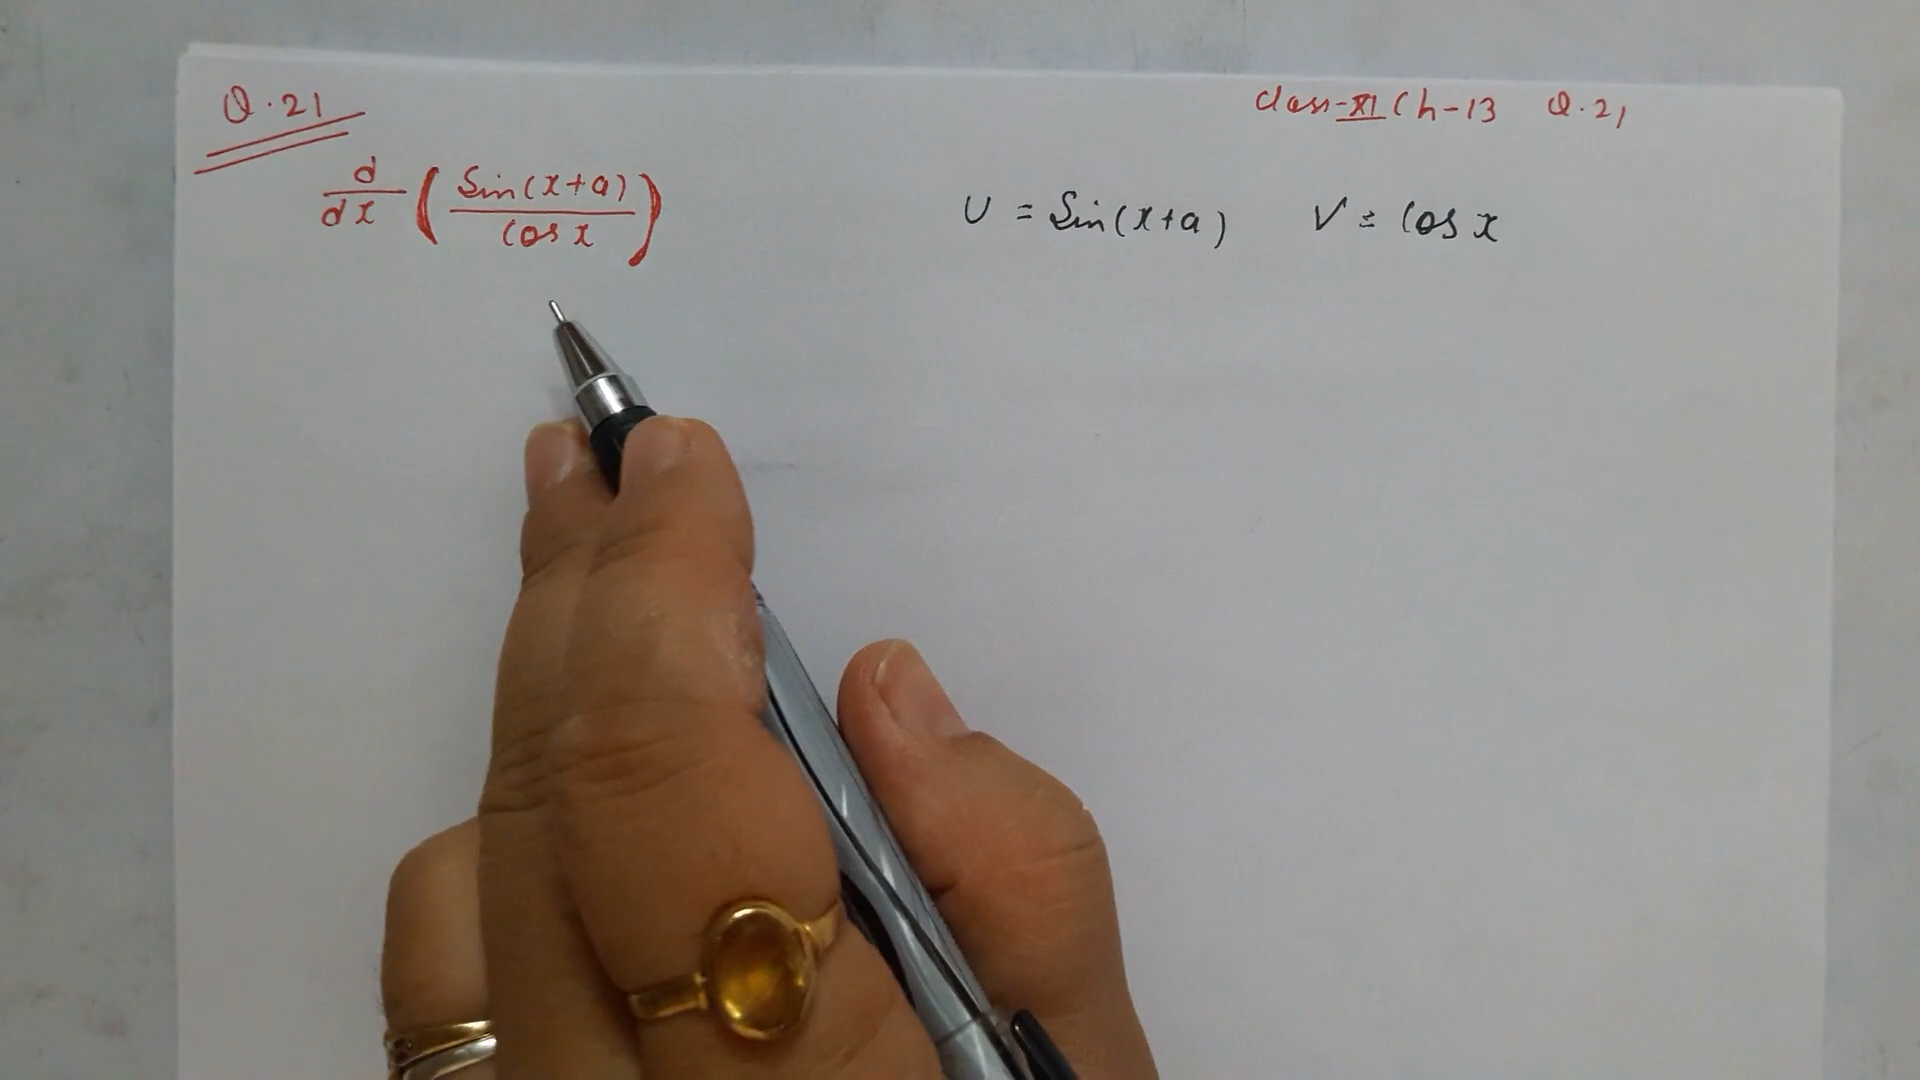 Q.21
Class-XI Ch-13 Q.21
d/dx (Sin(x+a)/Cos x)
U = Sin(x+a) V = Cos x